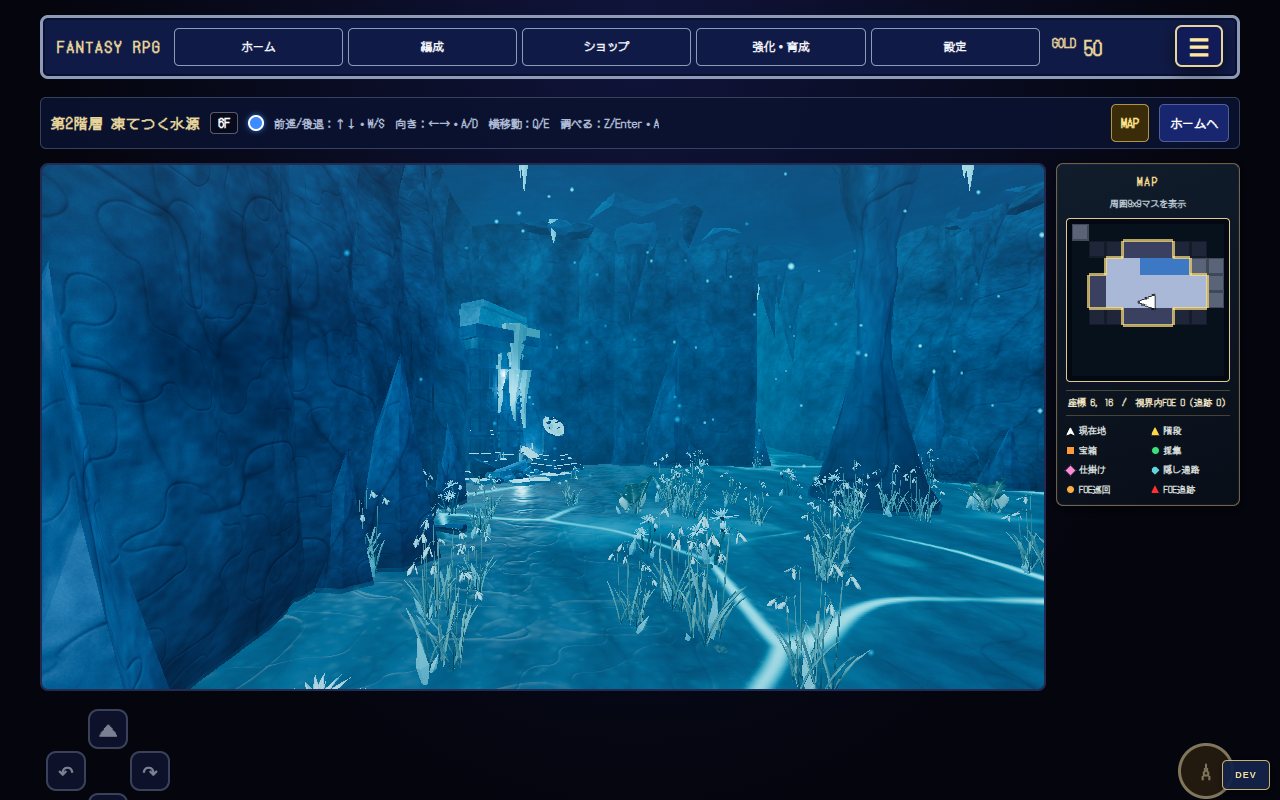 FANTASY RPG
ホーム
編成
ショップ
強化・育成
設定
GOLD 50
第2階層 凍てつく水源
6F
前進/後退：↑↓・W/S 向き：←→・A/D 横移動：Q/E 調べる：Z/Enter・A
MAP
ホームへ
MAP
周囲9x9マスを表示
座標 6, 16 / 視界内FOE 0（追跡 0）
現在地
階段
宝箱
採集
仕掛け
隠し通路
FOE巡回
FOE追跡
A
DEV